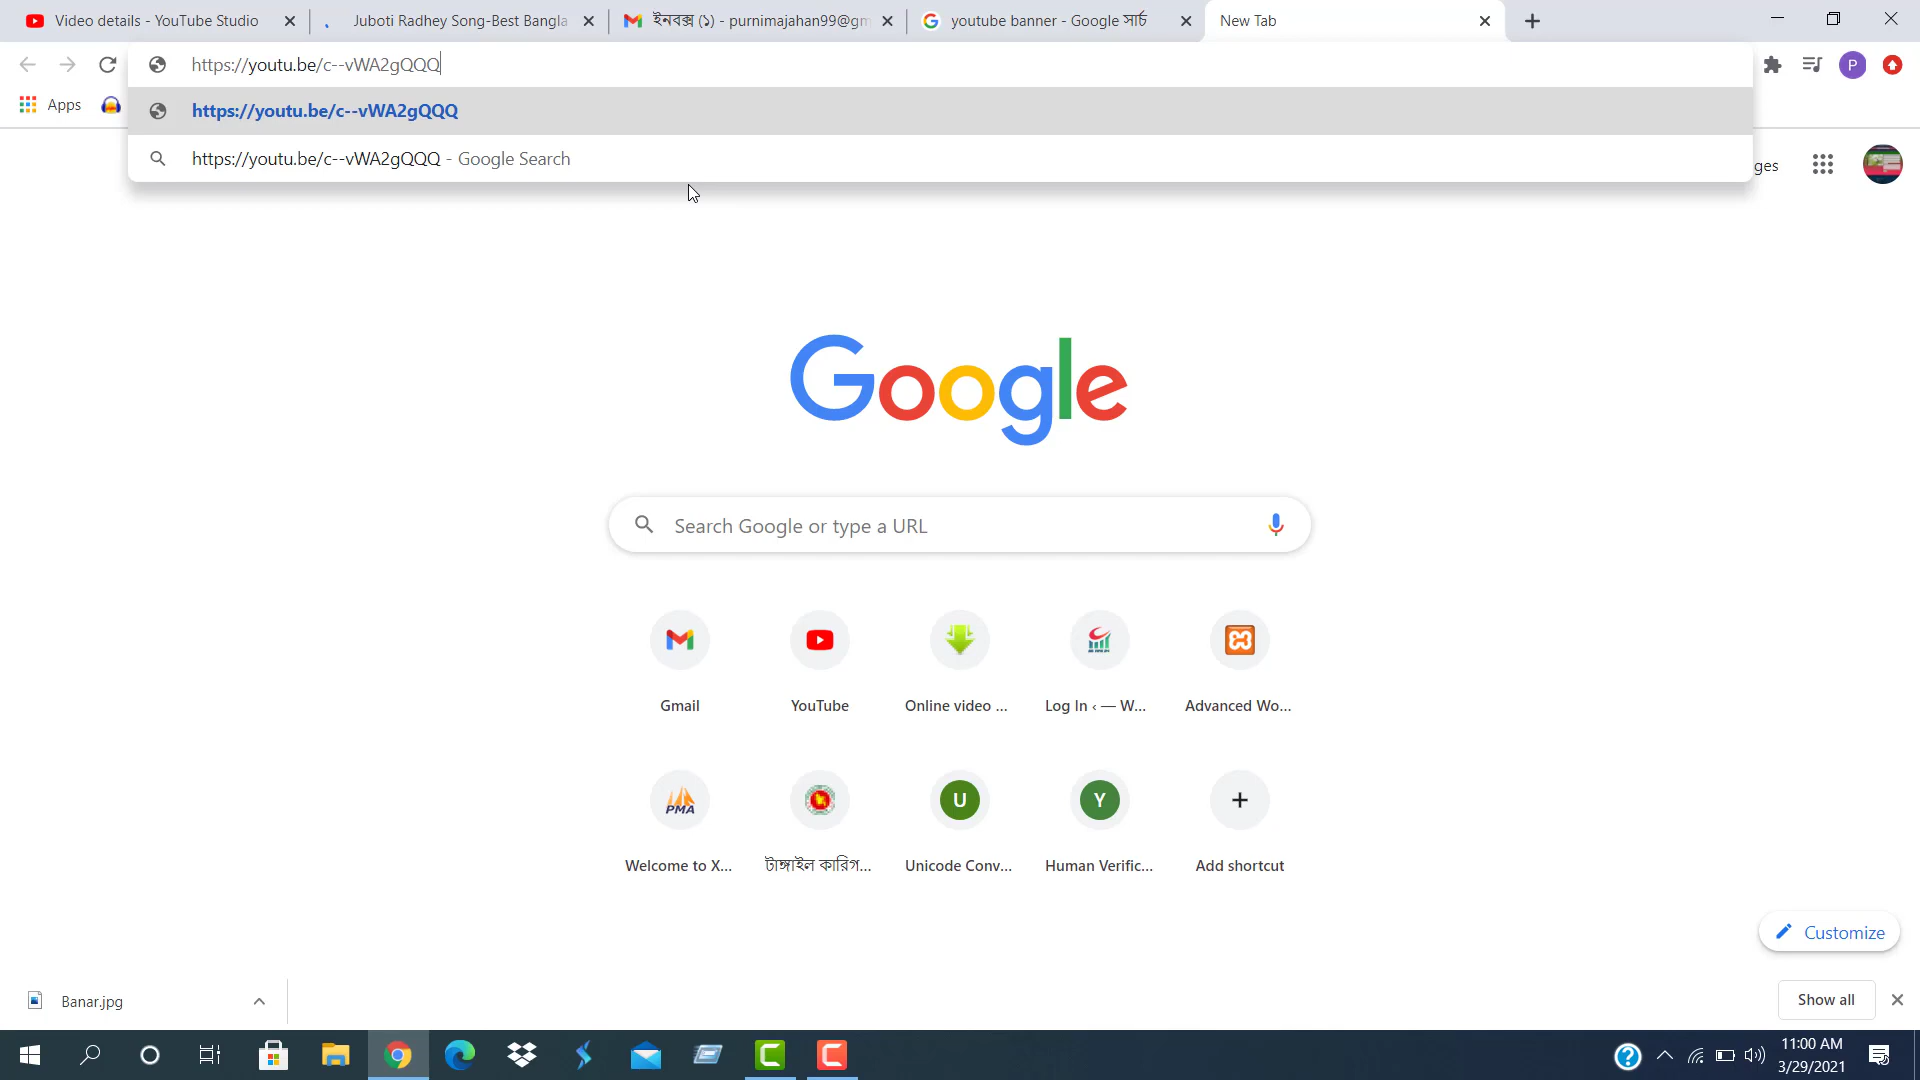 Video details - YouTube Studio
Juboti Radhey Song-Best Bangla
ইনবক্স (১) - purnimajahan99@gm
youtube banner - Google সার্চ
New Tab
https://youtu.be/c--vWA2gQQQ
P
Apps
https://youtu.be/c--vWA2gQQQ
https://youtu.be/c--vWA2gQQQ - Google Search
ges
Google
Search Google or type a URL
Gmail
YouTube
Online video ...
Log In ‹ — W...
Advanced Wo...
PMA
U
Y
Welcome to X...
টাঙ্গাইল কারিগ...
Unicode Conv...
Human Verific...
Add shortcut
Customize
Banar.jpg
Show all
11:00 AM
3/29/2021